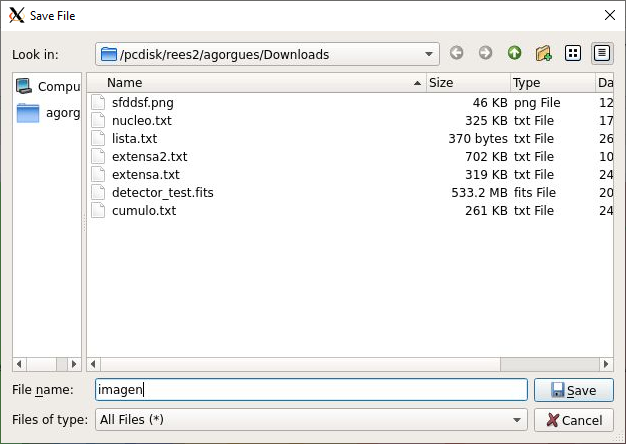 Save File
Look in: /pcdisk/rees2/agorgues/Downloads
Compu
agorg
Name Size Type Da
sfddsf.png 46 KB png File 12
nucleo.txt 325 KB txt File 17
lista.txt 370 bytes txt File 26
extensa2.txt 702 KB txt File 10
extensa.txt 319 KB txt File 24
detector_test.fits 533.2 MB fits File 20
cumulo.txt 261 KB txt File 24
File name: imagen Save
Files of type: All Files (*) Cancel